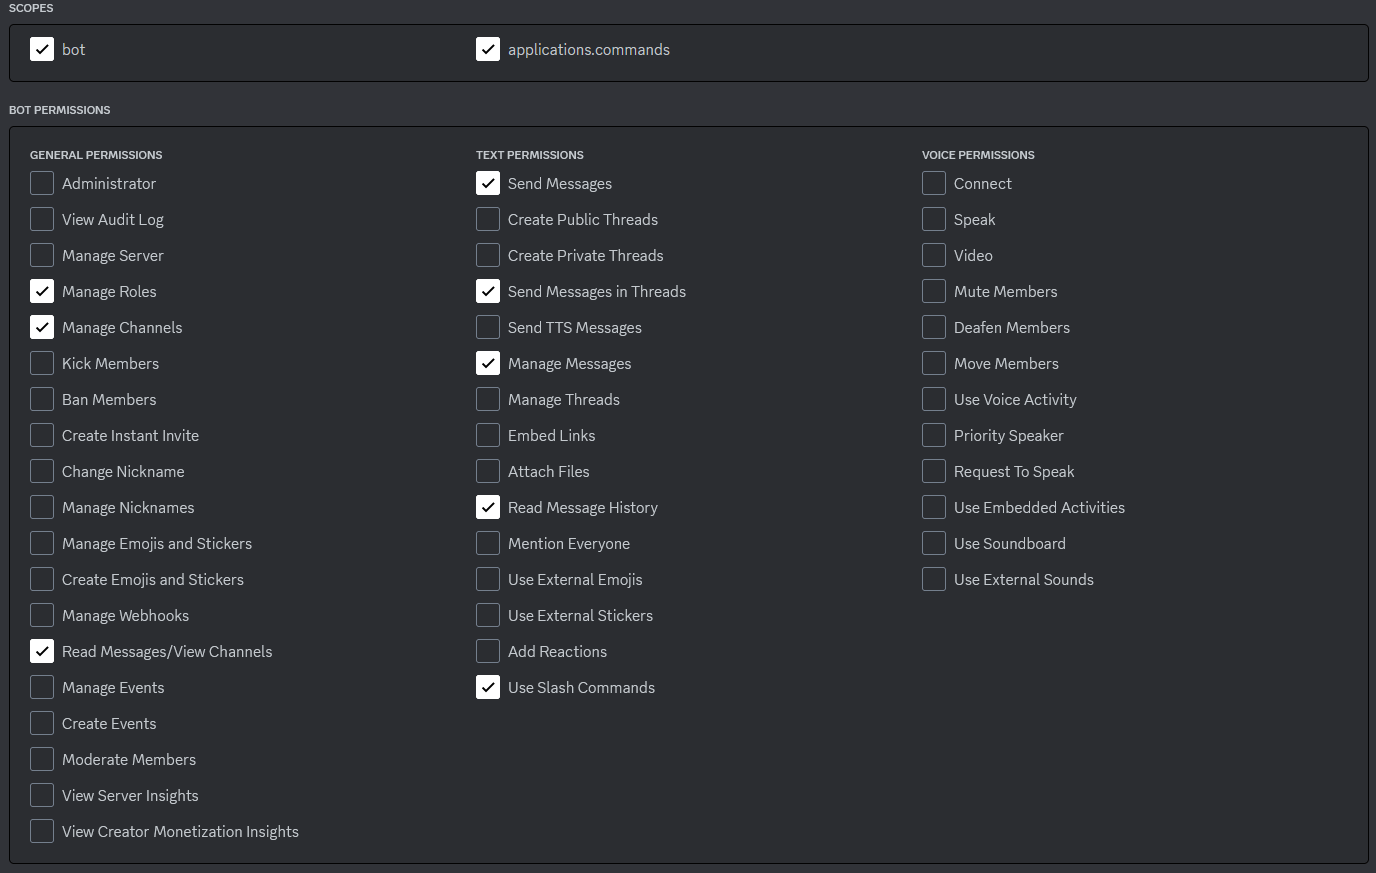 SCOPES
bot
applications.commands
BOT PERMISSIONS
GENERAL PERMISSIONS
Administrator
View Audit Log
Manage Server
Manage Roles
Manage Channels
Kick Members
Ban Members
Create Instant Invite
Change Nickname
Manage Nicknames
Manage Emojis and Stickers
Create Emojis and Stickers
Manage Webhooks
Read Messages/View Channels
Manage Events
Create Events
Moderate Members
View Server Insights
View Creator Monetization Insights
TEXT PERMISSIONS
Send Messages
Create Public Threads
Create Private Threads
Send Messages in Threads
Send TTS Messages
Manage Messages
Manage Threads
Embed Links
Attach Files
Read Message History
Mention Everyone
Use External Emojis
Use External Stickers
Add Reactions
Use Slash Commands
VOICE PERMISSIONS
Connect
Speak
Video
Mute Members
Deafen Members
Move Members
Use Voice Activity
Priority Speaker
Request To Speak
Use Embedded Activities
Use Soundboard
Use External Sounds